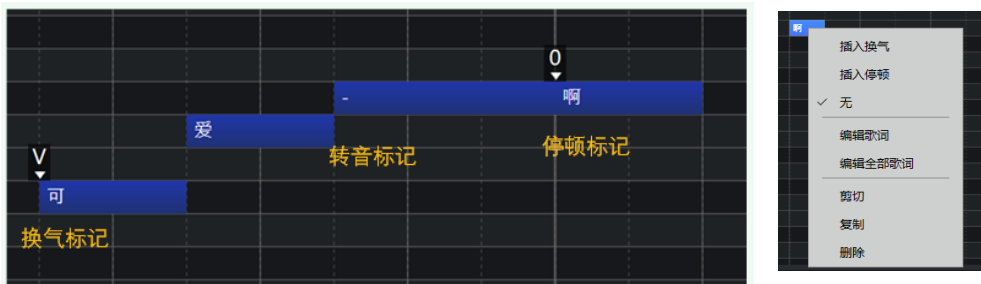 0
- 啊
爱
转音标记
停顿标记
V
可
换气标记
啊
插入换气
插入停顿
✓ 无
编辑歌词
编辑全部歌词
剪切
复制
删除